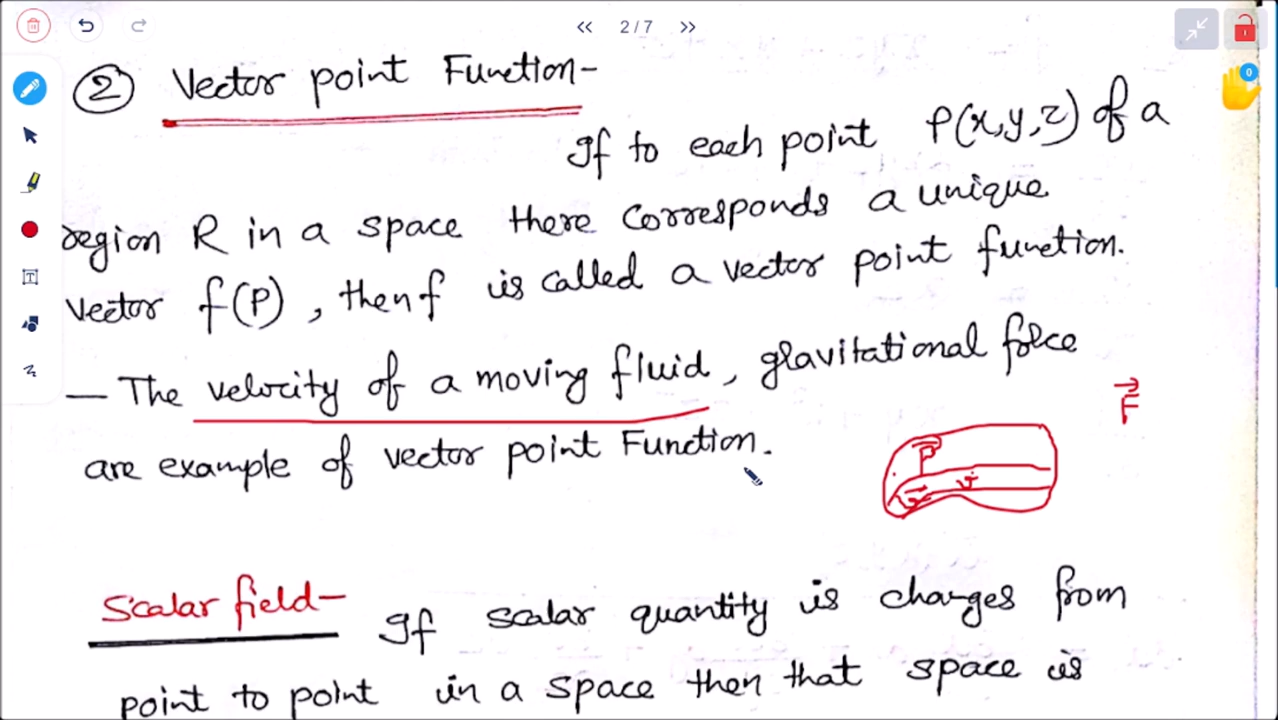 2/7
0
② Vector point Function-
If to each point P(x,y,z) of a
region R in a space there corresponds a unique
vector f(P), then f is called a vector point function.
— The velocity of a moving fluid, gravitational force
are example of vector point Function.
F
P
v
Scalar field-
If scalar quantity is changes from
point to point in a space then that space is